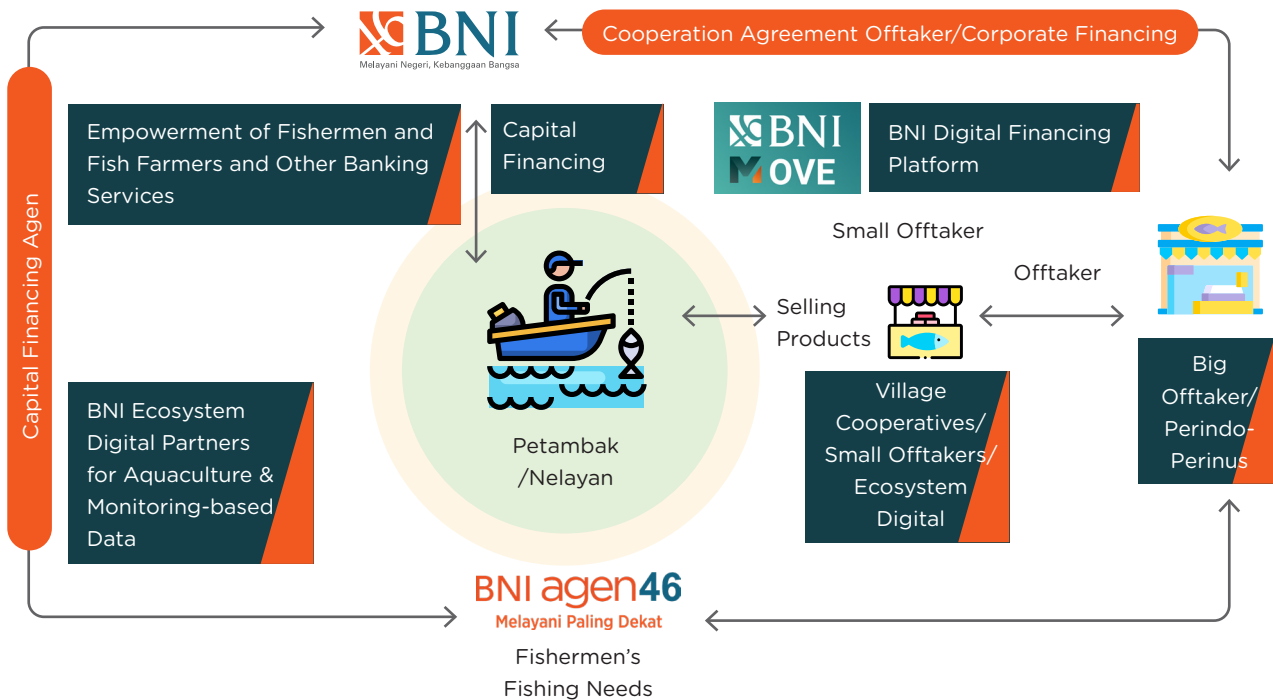 BNI
Melayani Negeri, Kebanggaan Bangsa
Cooperation Agreement Offtaker/Corporate Financing
Capital Financing Agen
Empowerment of Fishermen and
Fish Farmers and Other Banking
Services
Capital
Financing
BNI
MOVE
BNI Digital Financing
Platform
Small Offtaker
Offtaker
Selling
Products
Big
Offtaker/
Perindo-
Perinus
Village
Cooperatives/
Small Offtakers/
Ecosystem
Digital
BNI Ecosystem
Digital Partners
for Aquaculture &
Monitoring-based
Data
Petambak
/Nelayan
BNI agen46
Melayani Paling Dekat
Fishermen's
Fishing Needs